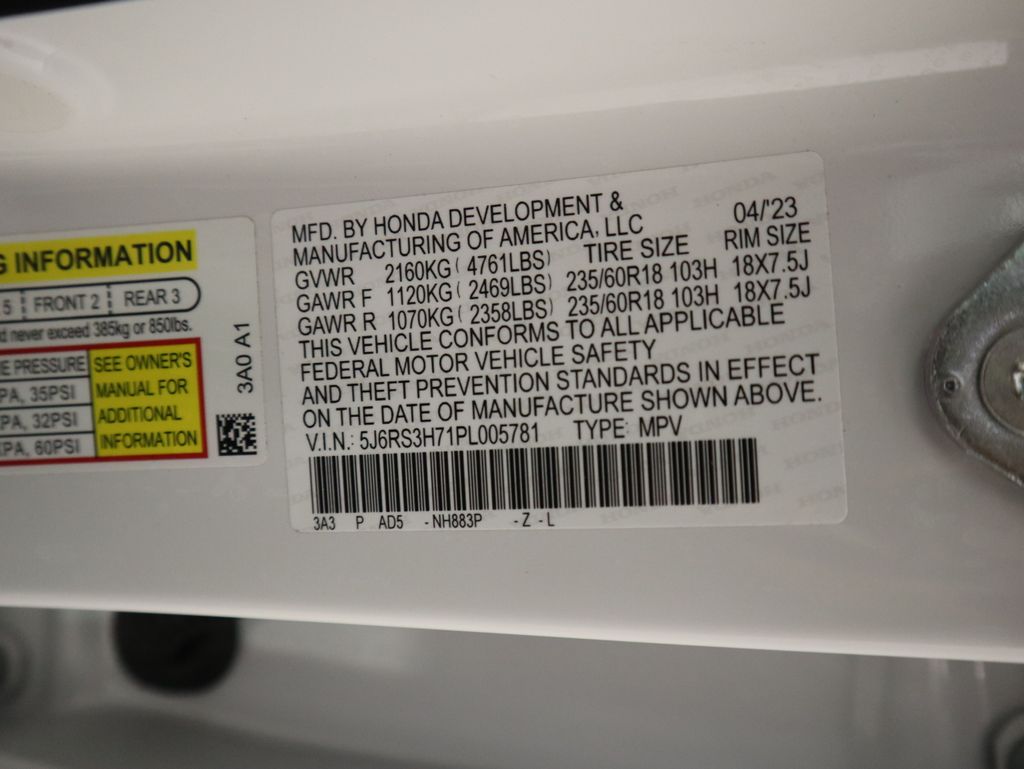 G INFORMATION
5 FRONT 2 REAR 3
never exceed 385kg or 850lbs.
PRESSURE
PA, 35PSI
PA, 32PSI
KPA, 60PSI
SEE OWNER'S
MANUAL FOR
ADDITIONAL
INFORMATION
3A0 A1
MFD. BY HONDA DEVELOPMENT &
MANUFACTURING OF AMERICA, LLC 04/'23
GVWR 2160KG( 4761LBS) TIRE SIZE RIM SIZE
GAWR F 1120KG( 2469LBS) 235/60R18 103H 18X7.5J
GAWR R 1070KG( 2358LBS) 235/60R18 103H 18X7.5J
THIS VEHICLE CONFORMS TO ALL APPLICABLE
FEDERAL MOTOR VEHICLE SAFETY
AND THEFT PREVENTION STANDARDS IN EFFECT
ON THE DATE OF MANUFACTURE SHOWN ABOVE.
V.I.N.: 5J6RS3H71PL005781 TYPE: MPV
3A3 P AD5 -NH883P -Z -L